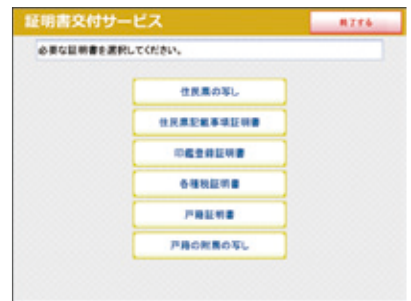 証明書交付サービス
終了する
必要な証明書を選択してください。
住民票の写し
住民票記載事項証明書
印鑑登録証明書
各種税証明書
戸籍証明書
戸籍の附票の写し